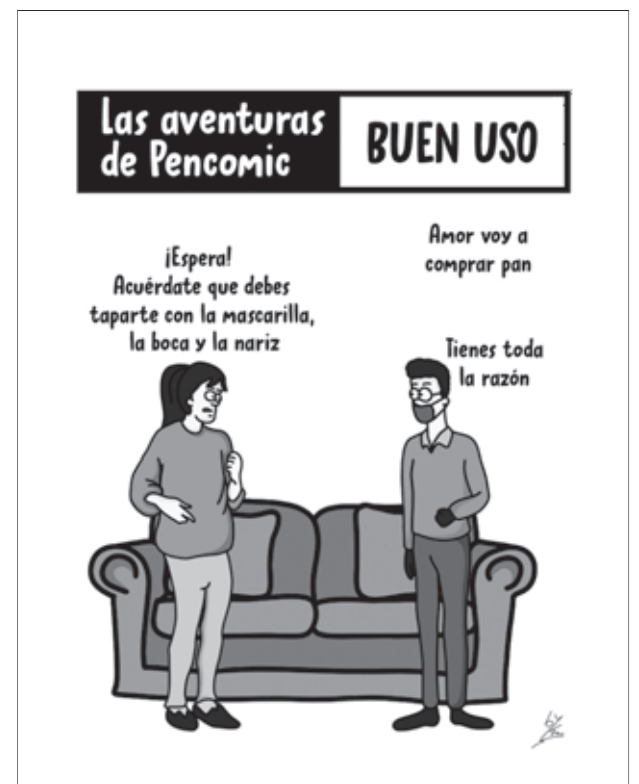 Las aventuras
de Pencomic
BUEN USO
Amor voy a
comprar pan
¡Espera!
Acuérdate que debes
taparte con la mascarilla,
la boca y la nariz
Tienes toda
la razón